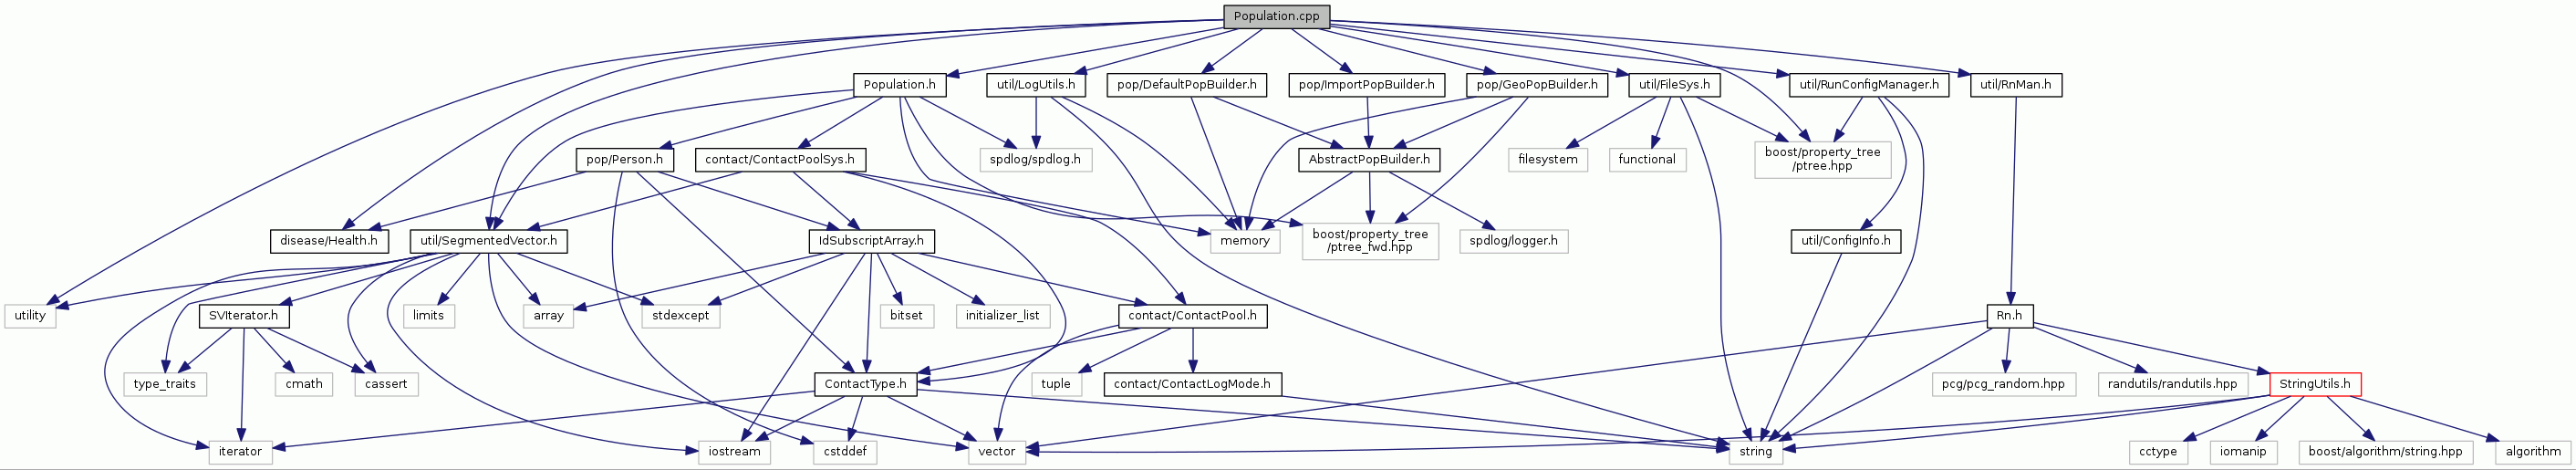 Population.cpp
Population.h
util/LogUtils.h
pop/DefaultPopBuilder.h
pop/ImportPopBuilder.h
pop/GeoPopBuilder.h
util/FileSys.h
util/RunConfigManager.h
util/RnMan.h
pop/Person.h
contact/ContactPoolSys.h
spdlog/spdlog.h
AbstractPopBuilder.h
filesystem
functional
boost/property_tree
/ptree.hpp
disease/Health.h
util/SegmentedVector.h
IdSubscriptArray.h
memory
boost/property_tree
/ptree_fwd.hpp
spdlog/logger.h
util/ConfigInfo.h
utility
SVIterator.h
limits
array
stdexcept
bitset
initializer_list
contact/ContactPool.h
Rn.h
type_traits
cmath
cassert
ContactType.h
tuple
contact/ContactLogMode.h
pcg/pcg_random.hpp
randutils/randutils.hpp
StringUtils.h
iterator
iostream
cstddef
vector
string
cctype
iomanip
boost/algorithm/string.hpp
algorithm